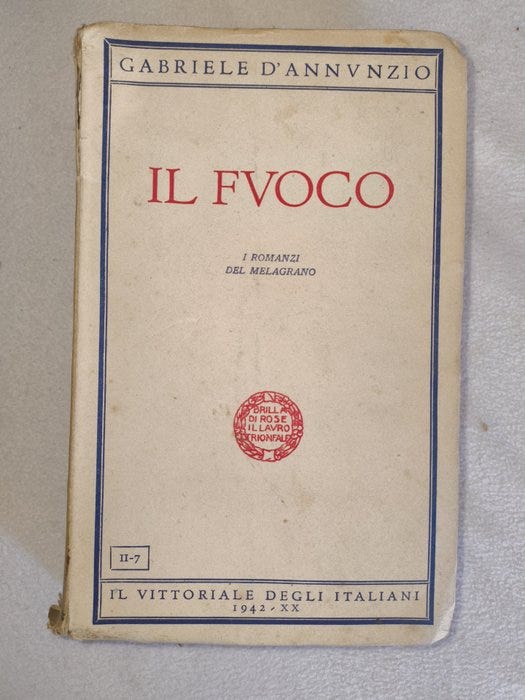 GABRIELE D'ANNVNZIO
IL FVOCO
I ROMANZI
DEL MELAGRANO
BRILLA
DI ROSE
IL LAVRO
TRIONFALE
II-7
IL VITTORIALE DEGLI ITALIANI
1942 - XX